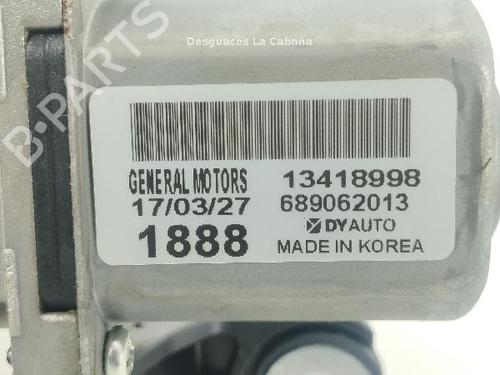 Desguaces La Cabaña
B-PARTS
GENERAL MOTORS 13418998
17/03/27 689062013
1888 DYAUTO
MADE IN KOREA